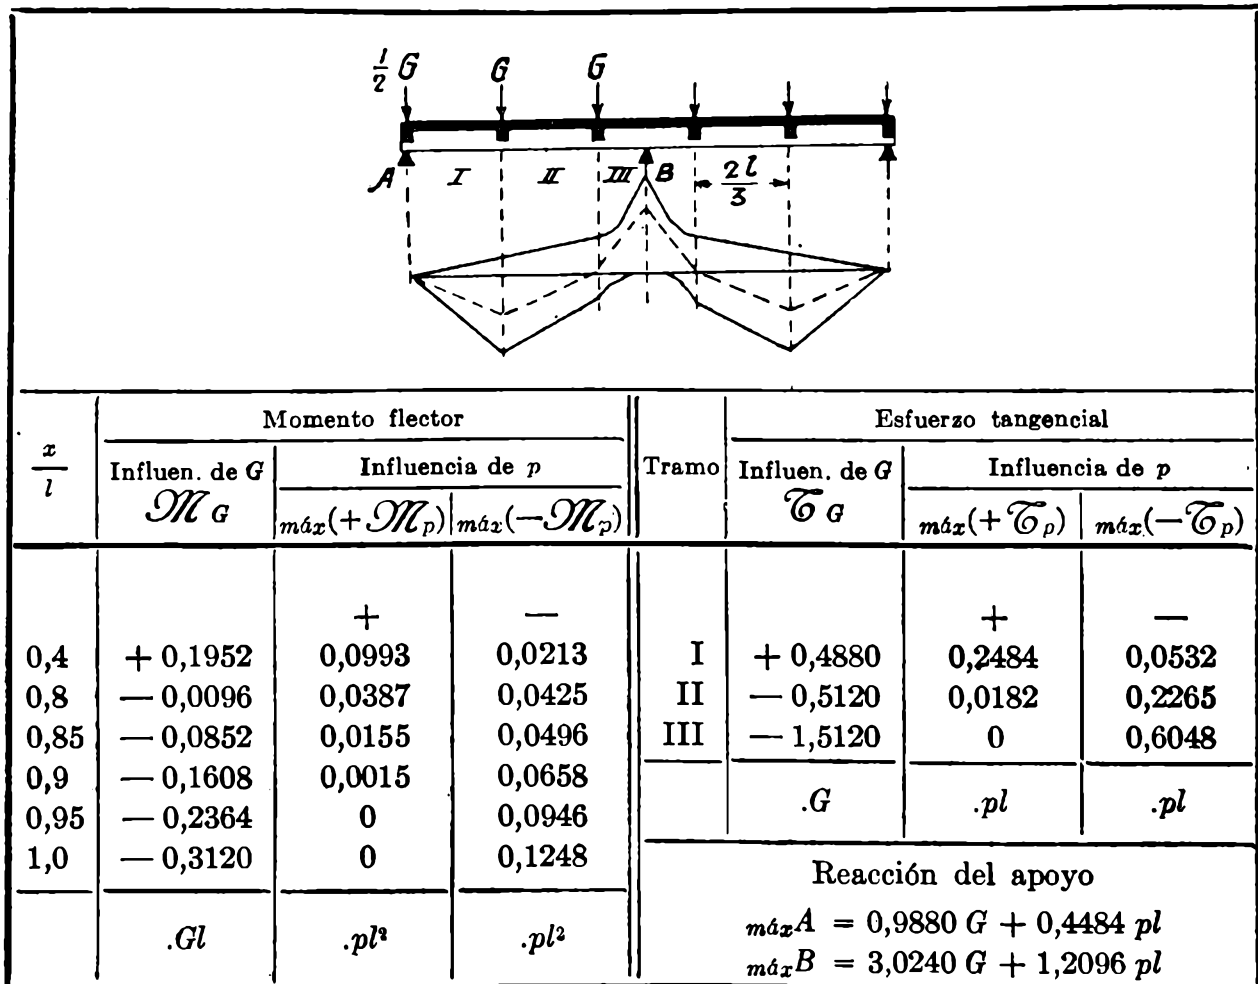 1/2 G G G
A I II III B 2l/3
Momento flector Esfuerzo tangencial
x/l Influen. de G Influencia de p Tramo Influen. de G Influencia de p
ℳ G máx(+ ℳp) máx(—ℳp) 𝒯 G máx(+ 𝒯p) máx(—𝒯p)
+ — + —
0,4 + 0,1952 0,0993 0,0213 I + 0,4880 0,2484 0,0532
0,8 — 0,0096 0,0387 0,0425 II — 0,5120 0,0182 0,2265
0,85 — 0,0852 0,0155 0,0496 III — 1,5120 0 0,6048
0,9 — 0,1608 0,0015 0,0658
0,95 — 0,2364 0 0,0946 .G .pl .pl
1,0 — 0,3120 0 0,1248
.Gl .pl² .pl²
Reacción del apoyo
máxA = 0,9880 G + 0,4484 pl
máxB = 3,0240 G + 1,2096 pl